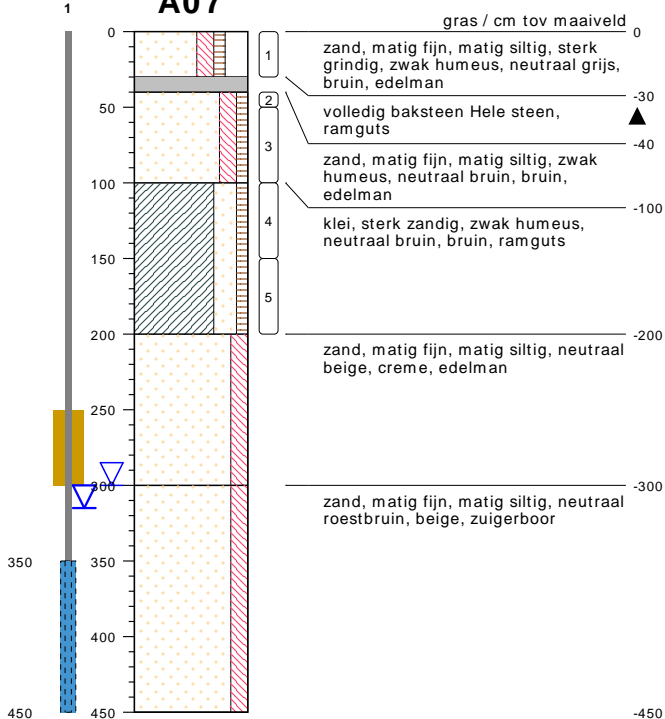 1
A07
gras / cm tov maaiveld
0
0
zand, matig fijn, matig siltig, sterk
grindig, zwak humeus, neutraal grijs,
bruin, edelman
1
-30
volledig baksteen Hele steen,
ramguts
2
50
-40
zand, matig fijn, matig siltig, zwak
humeus, neutraal bruin, bruin,
edelman
3
100
-100
klei, sterk zandig, zwak humeus,
neutraal bruin, bruin, ramguts
4
150
5
200
-200
zand, matig fijn, matig siltig, neutraal
beige, creme, edelman
250
300
-300
zand, matig fijn, matig siltig, neutraal
roestbruin, beige, zuigerboor
350
350
400
450
450
-450